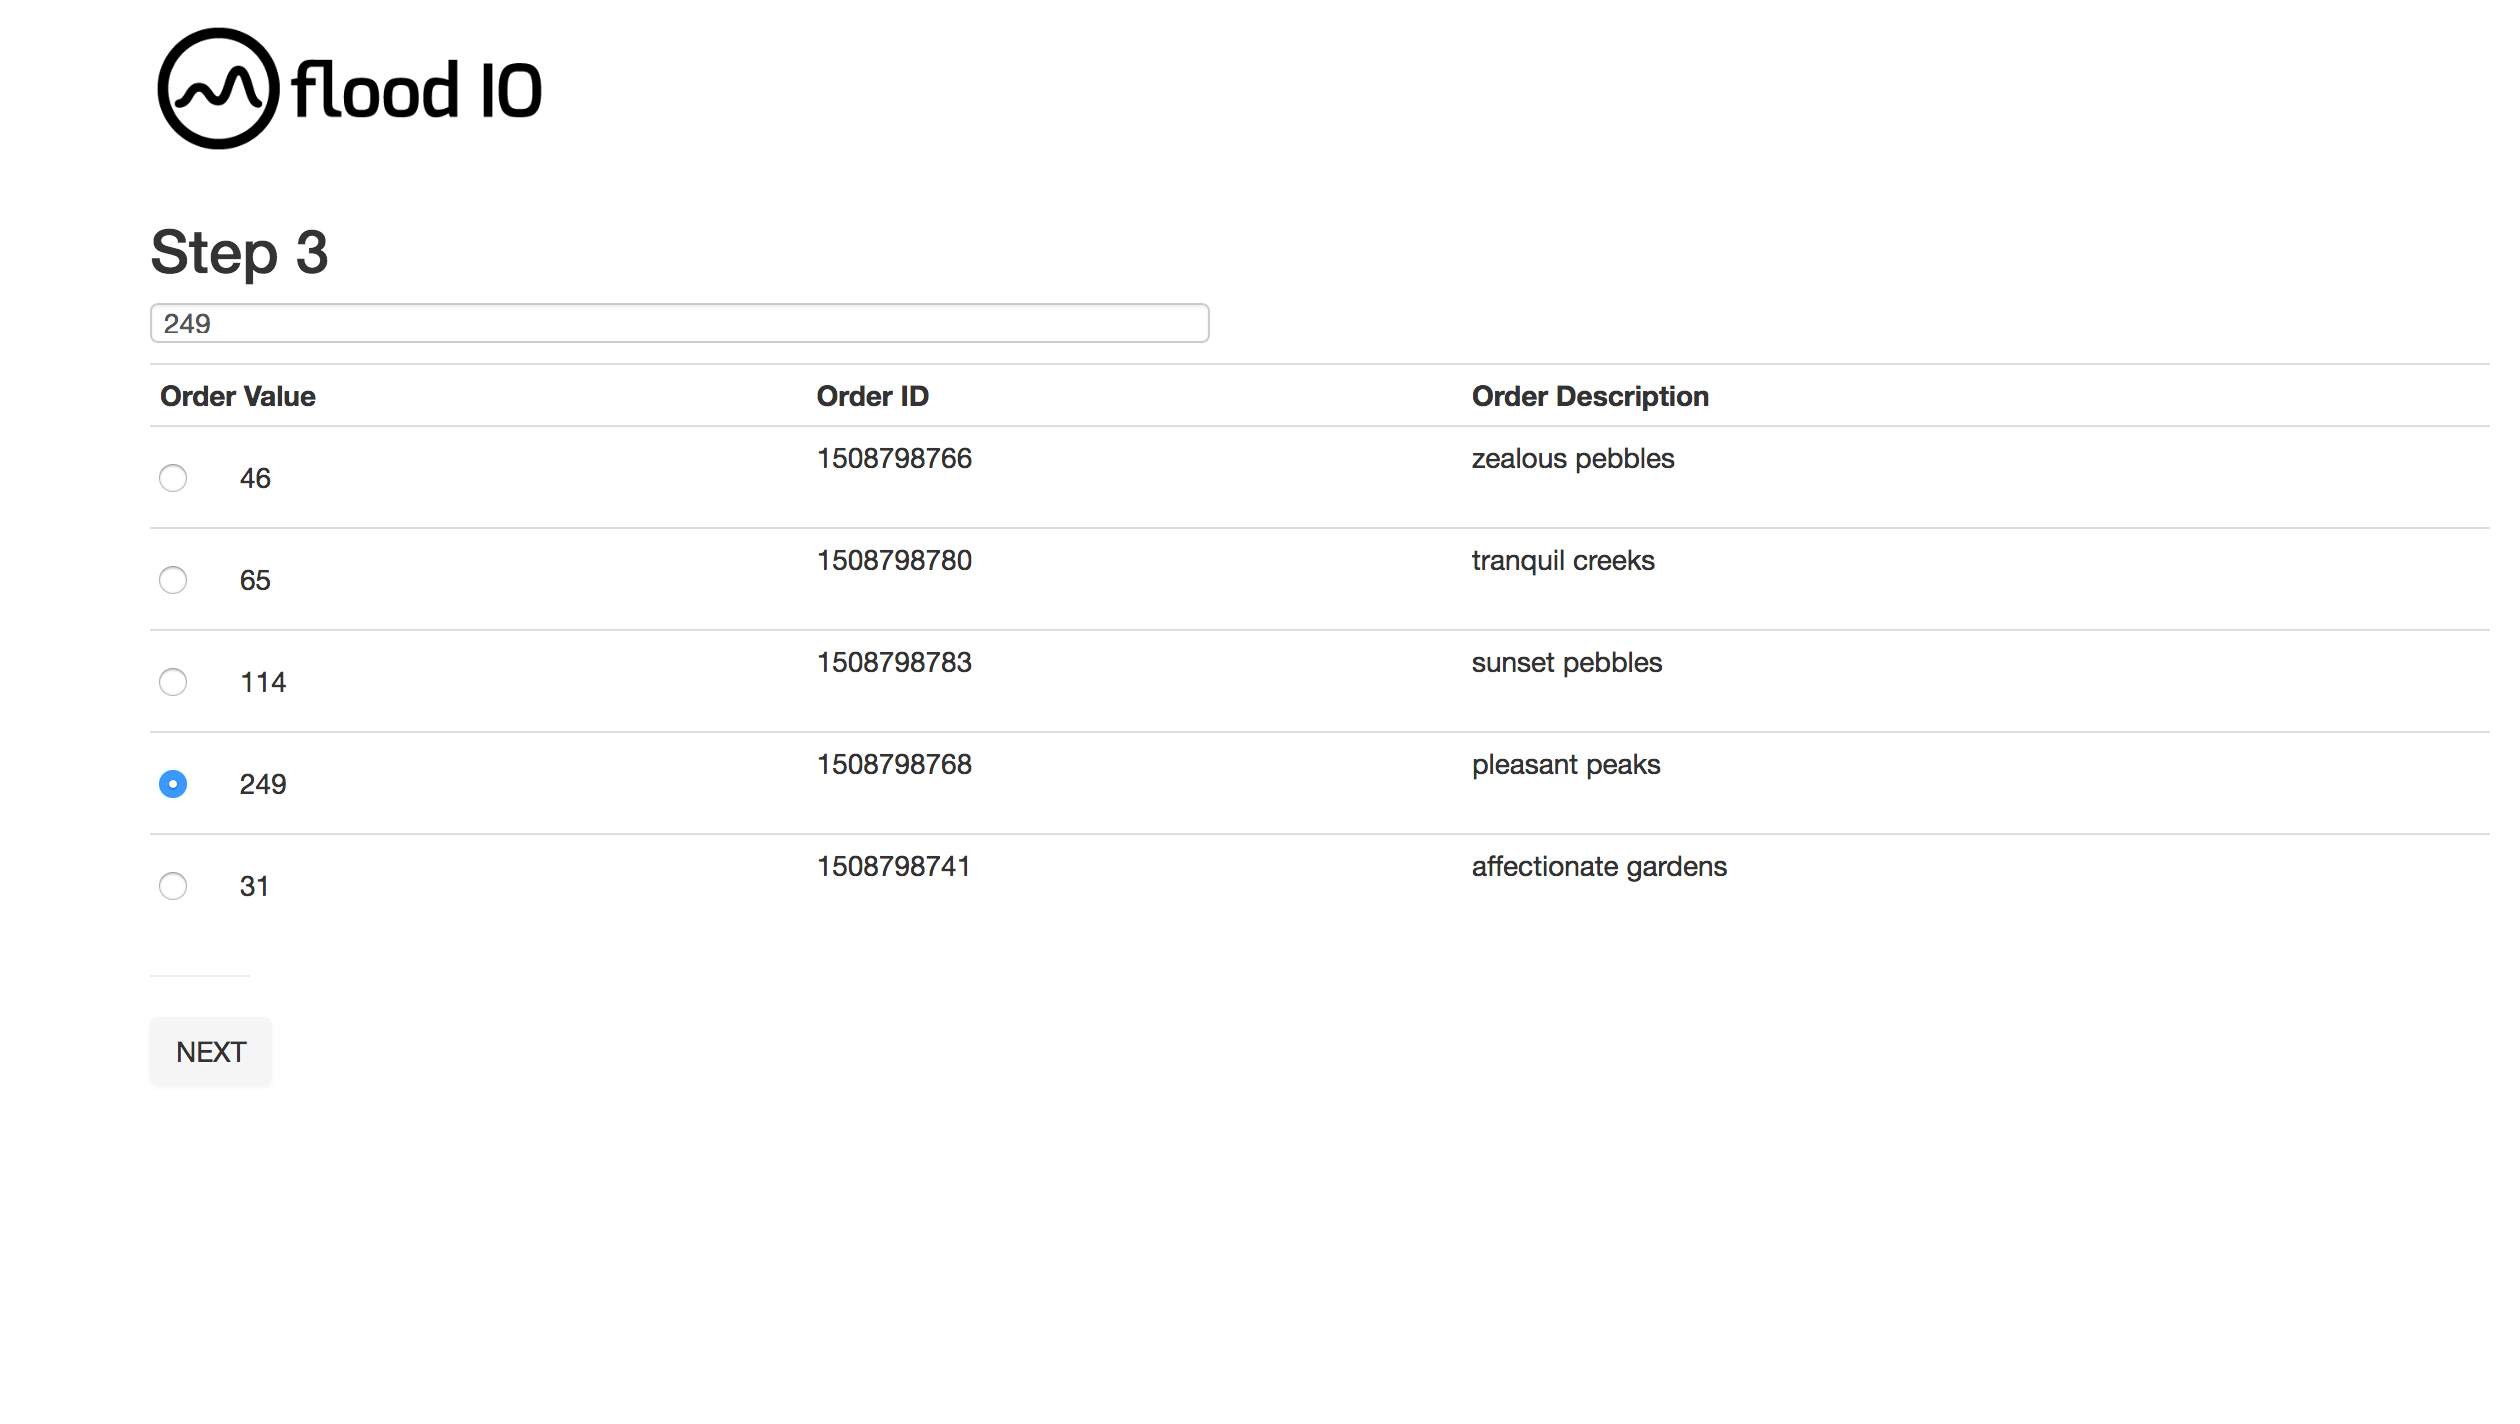 flood IO
Step 3
249
Order Value Order ID Order Description
46 1508798766 zealous pebbles
65 1508798780 tranquil creeks
114 1508798783 sunset pebbles
249 1508798768 pleasant peaks
31 1508798741 affectionate gardens
NEXT